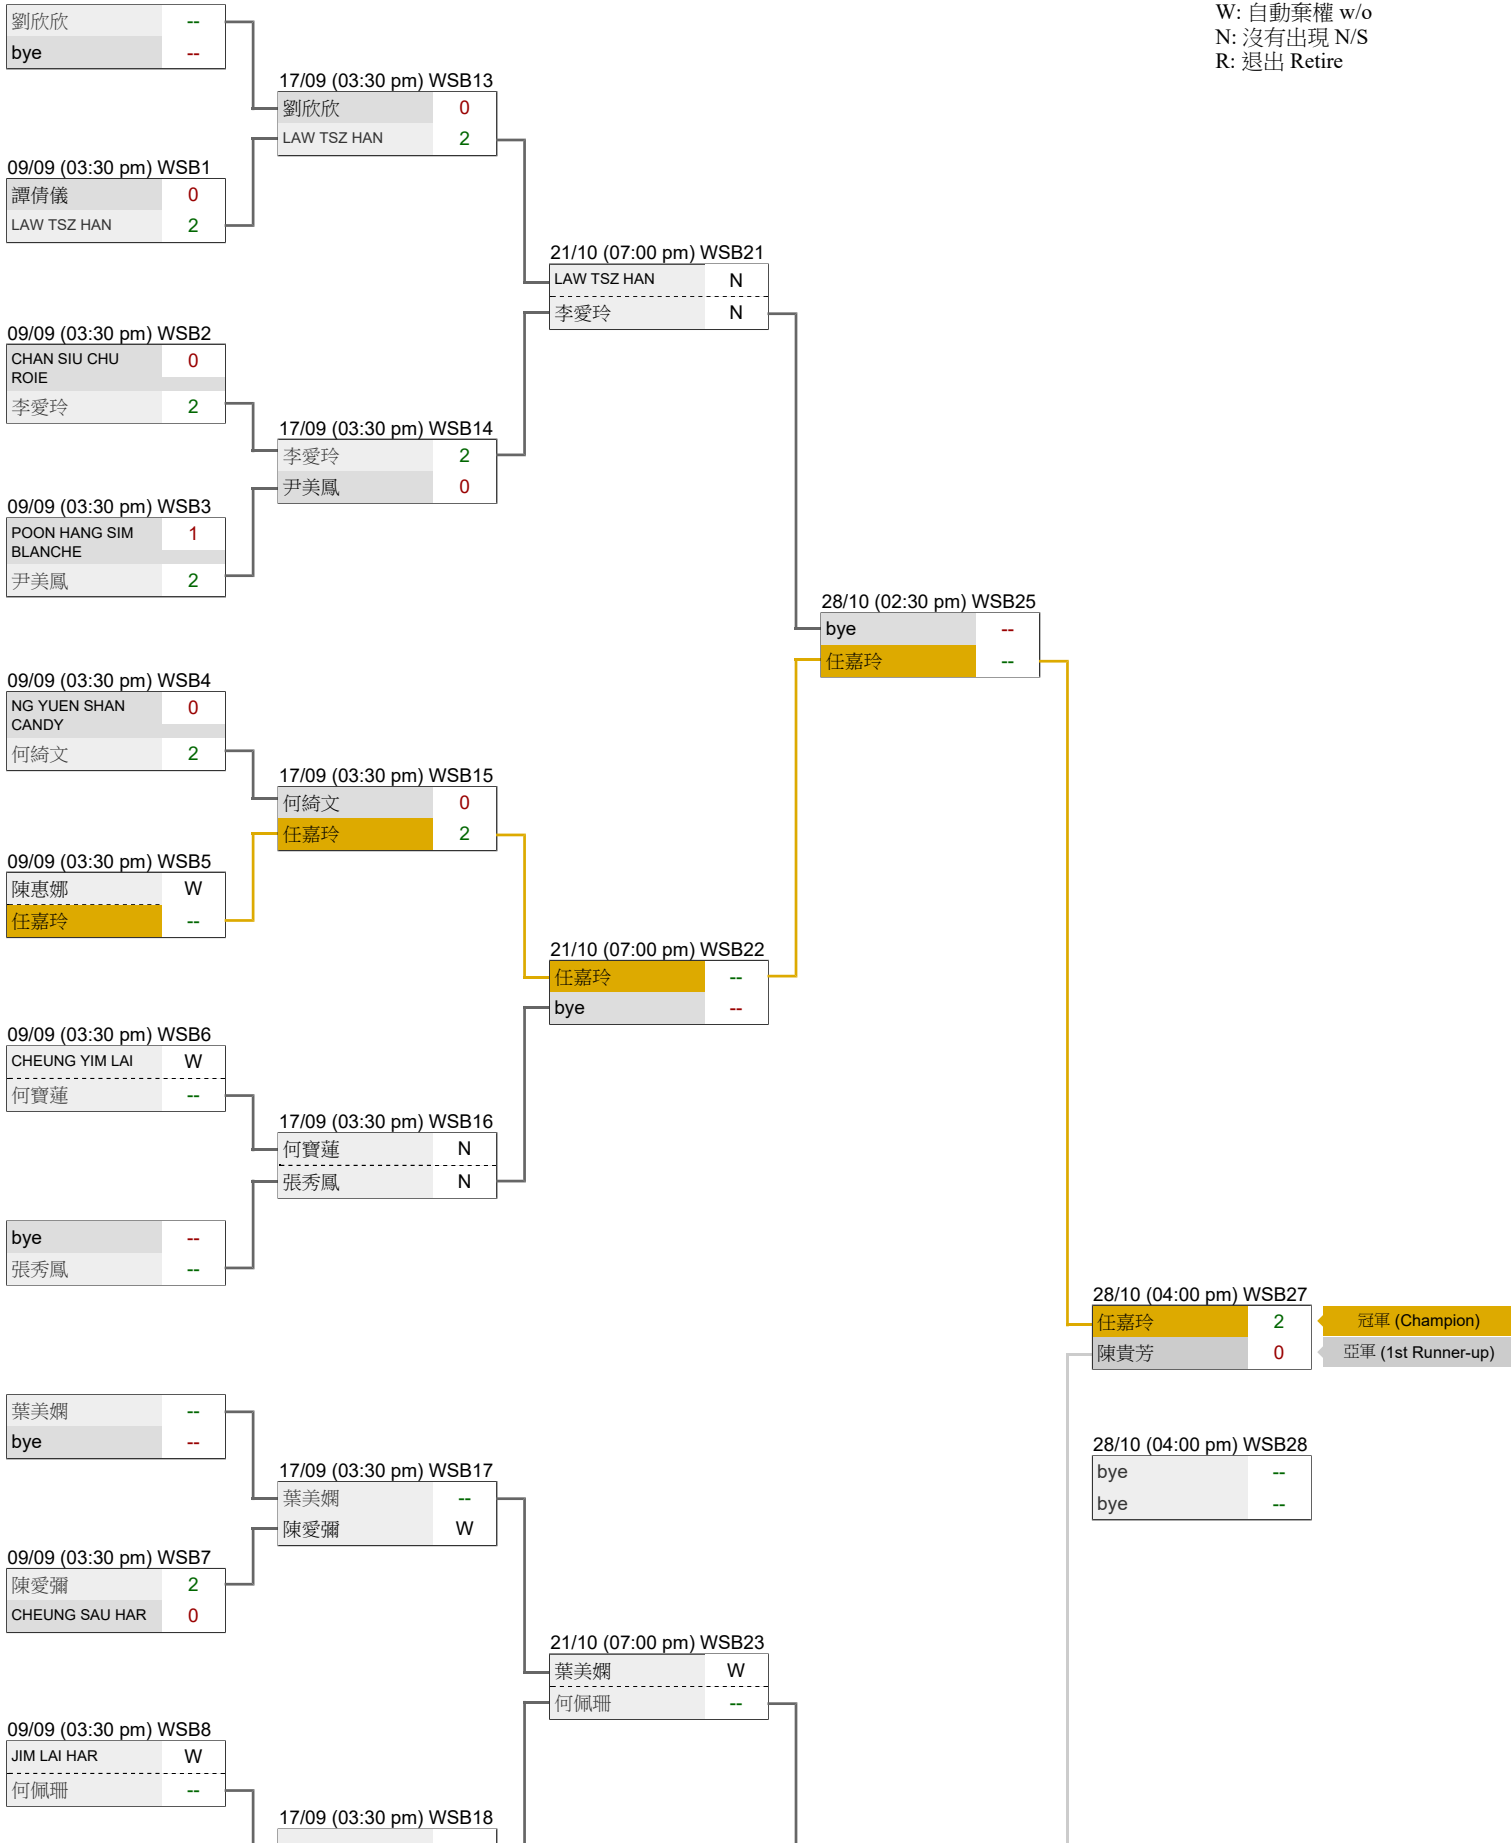 W: 自動棄權 w/o
N: 沒有出現 N/S
R: 退出 Retire
劉欣欣 --
bye --
17/09 (03:30 pm) WSB13
劉欣欣 0
LAW TSZ HAN 2
09/09 (03:30 pm) WSB1
譚倩儀 0
LAW TSZ HAN 2
21/10 (07:00 pm) WSB21
LAW TSZ HAN N
李愛玲 N
09/09 (03:30 pm) WSB2
CHAN SIU CHU
ROIE 0
李愛玲 2
17/09 (03:30 pm) WSB14
李愛玲 2
尹美鳳 0
09/09 (03:30 pm) WSB3
POON HANG SIM
BLANCHE 1
尹美鳳 2
28/10 (02:30 pm) WSB25
bye --
任嘉玲 --
09/09 (03:30 pm) WSB4
NG YUEN SHAN
CANDY 0
何綺文 2
17/09 (03:30 pm) WSB15
何綺文 0
任嘉玲 2
09/09 (03:30 pm) WSB5
陳惠娜 W
任嘉玲 --
21/10 (07:00 pm) WSB22
任嘉玲 --
bye --
09/09 (03:30 pm) WSB6
CHEUNG YIM LAI W
何寶蓮 --
17/09 (03:30 pm) WSB16
何寶蓮 N
張秀鳳 N
bye --
張秀鳳 --
28/10 (04:00 pm) WSB27
任嘉玲 2 冠軍 (Champion)
陳貴芳 0 亞軍 (1st Runner-up)
葉美嫻 --
bye --
28/10 (04:00 pm) WSB28
bye --
bye --
17/09 (03:30 pm) WSB17
葉美嫻 --
陳愛彌 W
09/09 (03:30 pm) WSB7
陳愛彌 2
CHEUNG SAU HAR 0
21/10 (07:00 pm) WSB23
葉美嫻 W
何佩珊 --
09/09 (03:30 pm) WSB8
JIM LAI HAR W
何佩珊 --
17/09 (03:30 pm) WSB18